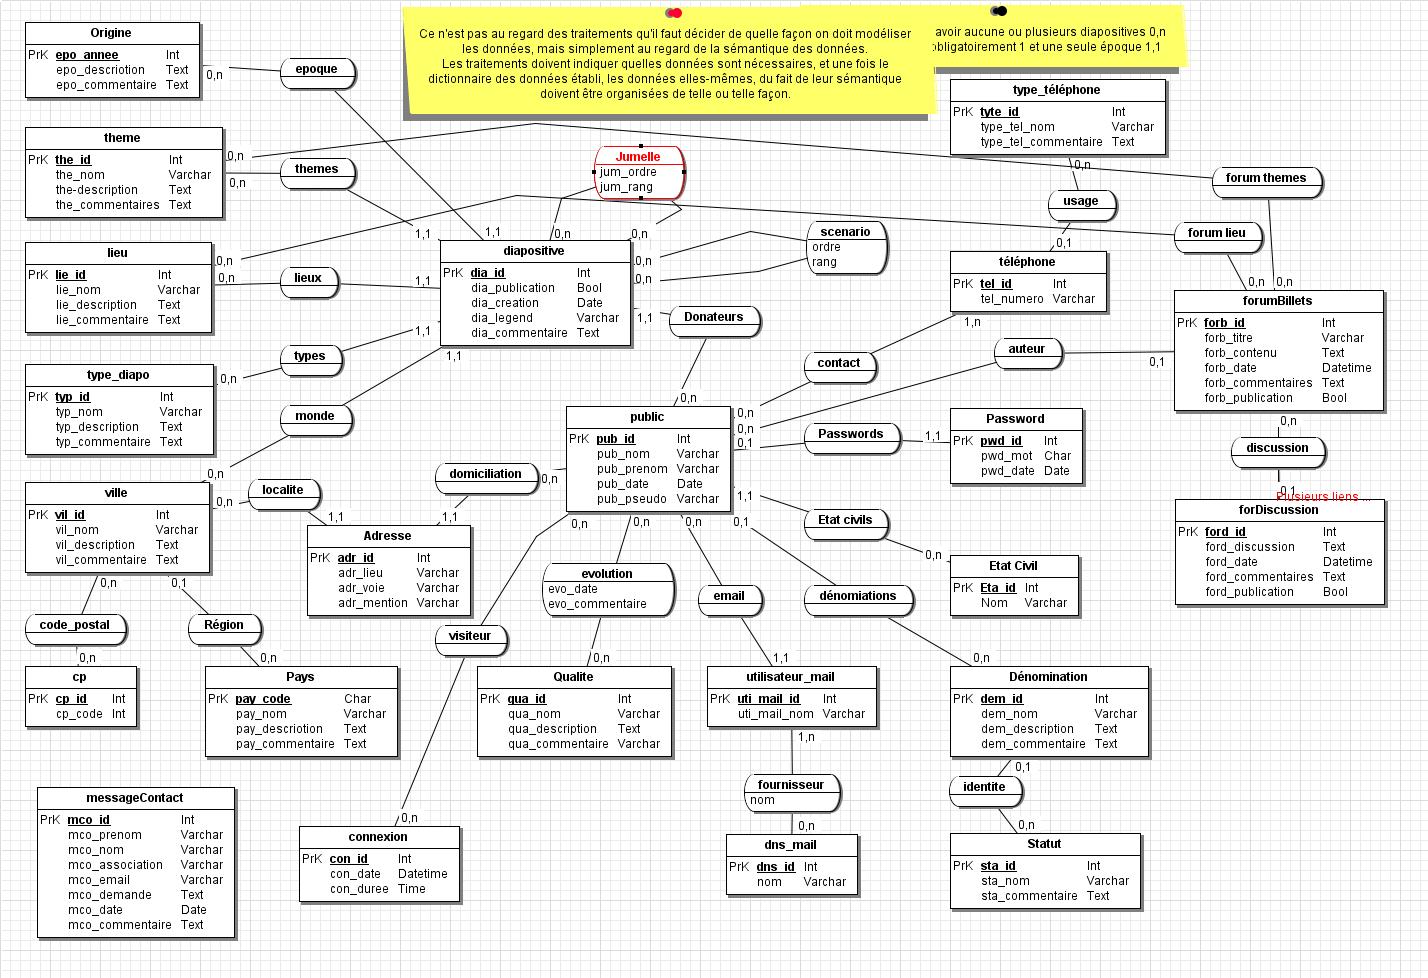 Ce n'est pas au regard des traitements qu'il faut décider de quelle façon on doit modéliser
les données, mais simplement au regard de la sémantique des données.
Les traitements doivent indiquer quelles données sont nécessaires, et une fois le
dictionnaire des données établi, les données elles-mêmes, du fait de leur sémantique
doivent être organisées de telle ou telle façon.
avoir aucune ou plusieurs diapositives 0,n
obligatoirement 1 et une seule époque 1,1
Origine
PrK epo_annee Int
epo_descriotion Text
epo_commentaire Text
0,n
epoque
1,1
theme
PrK the_id Int
the_nom Varchar
the-description Text
the_commentaires Text
0,n
0,n
themes
1,1
Jumelle
jum_ordre
jum_rang
0,n
0,n
type_téléphone
PrK tyte_id Int
type_tel_nom Varchar
type_tel_commentaire Text
0,n
usage
0,1
forum themes
0,n
forum lieu
0,n
scenario
ordre
rang
0,n
0,n
lieu
PrK lie_id Int
lie_nom Varchar
lie_description Text
lie_commentaire Text
0,n
0,n
lieux
1,1
diapositive
PrK dia_id Int
dia_publication Bool
dia_creation Date
dia_legend Varchar
dia_commentaire Text
1,1
Donateurs
0,n
téléphone
PrK tel_id Int
tel_numero Varchar
1,n
contact
0,n
forumBillets
PrK forb_id Int
forb_titre Varchar
forb_contenu Text
forb_date Datetime
forb_commentaires Text
forb_publication Bool
auteur
0,1
0,n
type_diapo
PrK typ_id Int
typ_nom Varchar
typ_description Text
typ_commentaire Text
0,n
types
1,1
monde
1,1
0,n
public
PrK pub_id Int
pub_nom Varchar
pub_prenom Varchar
pub_date Date
pub_pseudo Varchar
0,1
Passwords
1,1
Password
PrK pwd_id Int
pwd_mot Char
pwd_date Date
0,n
discussion
0,1
Plusieurs liens ...
forDiscussion
PrK ford_id Int
ford_discussion Text
ford_date Datetime
ford_commentaires Text
ford_publication Bool
ville
PrK vil_id Int
vil_nom Varchar
vil_description Text
vil_commentaire Text
0,n
localite
1,1
domiciliation
0,n
1,1
Adresse
PrK adr_id Int
adr_lieu Varchar
adr_voie Varchar
adr_mention Varchar
1,1
Etat civils
0,n
Etat Civil
PrK Eta_id Int
Nom Varchar
0,n
0,n
0,n
0,1
0,n
code_postal
0,n
0,1
Région
0,n
evolution
evo_date
evo_commentaire
0,n
email
1,1
dénomiations
0,n
visiteur
0,n
cp
PrK cp_id Int
cp_code Int
Pays
PrK pay_code Char
pay_nom Varchar
pay_descriotion Text
pay_commentaire Text
Qualite
PrK qua_id Int
qua_nom Varchar
qua_description Text
qua_commentaire Varchar
utilisateur_mail
PrK uti_mail_id Int
uti_mail_nom Varchar
1,n
Dénomination
PrK dem_id Int
dem_nom Varchar
dem_description Text
dem_commentaire Text
0,1
identite
0,n
fournisseur
nom
0,n
messageContact
PrK mco_id Int
mco_prenom Varchar
mco_nom Varchar
mco_association Varchar
mco_email Varchar
mco_demande Text
mco_date Date
mco_commentaire Text
connexion
PrK con_id Int
con_date Datetime
con_duree Time
dns_mail
PrK dns_id Int
nom Varchar
Statut
PrK sta_id Int
sta_nom Varchar
sta_commentaire Text